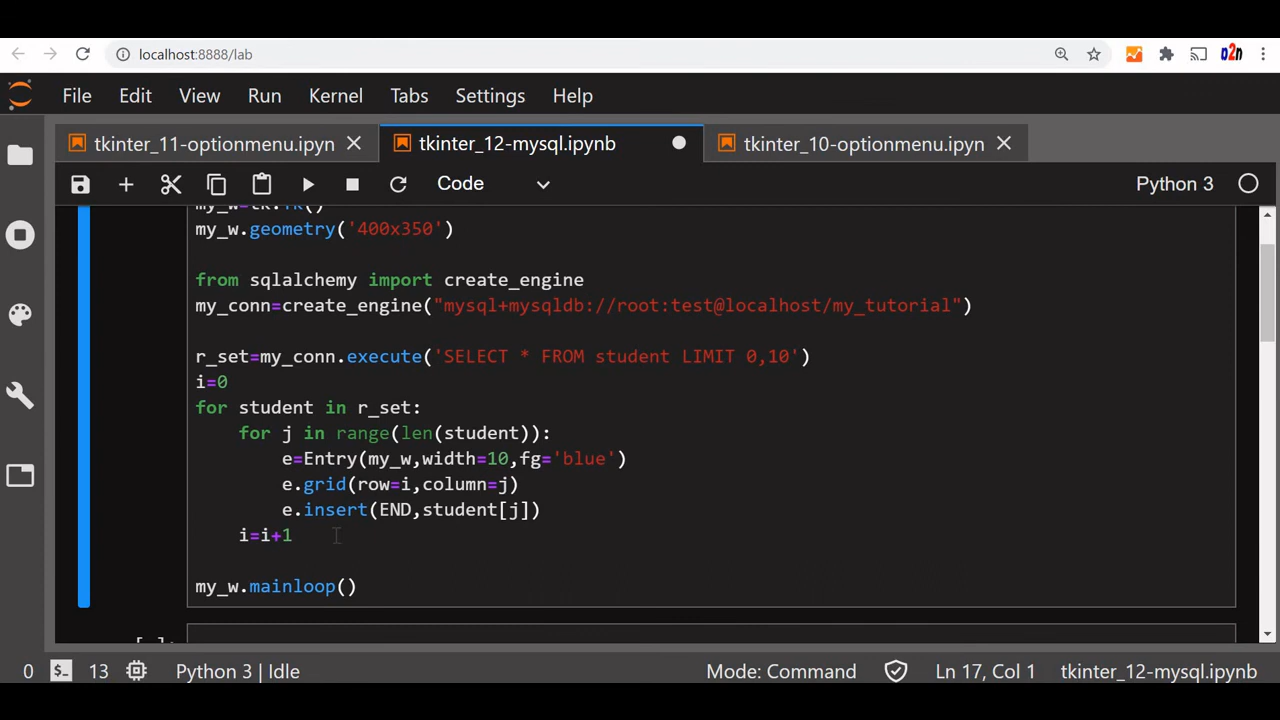 localhost:8888/lab
File Edit View Run Kernel Tabs Settings Help
tkinter_11-optionmenu.ipyn tkinter_12-mysql.ipynb tkinter_10-optionmenu.ipyn
Code Python 3
my_w=tk.Tk()
my_w.geometry('400x350')
from sqlalchemy import create_engine
my_conn=create_engine("mysql+mysqldb://root:test@localhost/my_tutorial")
r_set=my_conn.execute('SELECT * FROM student LIMIT 0,10')
i=0
for student in r_set:
for j in range(len(student)):
e=Entry(my_w,width=10,fg='blue')
e.grid(row=i,column=j)
e.insert(END,student[j])
i=i+1
my_w.mainloop()
[ ]:
0 $_ 13 Python 3 | Idle Mode: Command Ln 17, Col 1 tkinter_12-mysql.ipynb